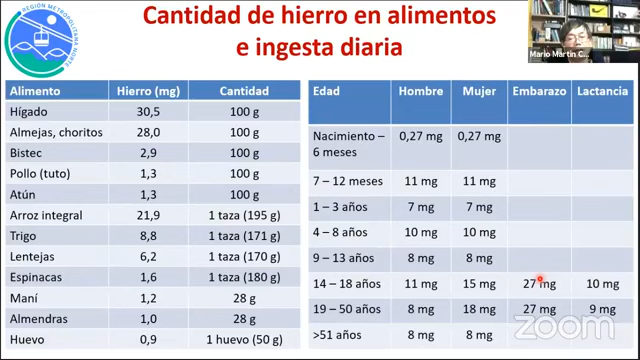 REGIÓN METROPOLITANA NORTE
Cantidad de hierro en alimentos
e ingesta diaria
Mario Martin C...
Alimento Hierro (mg) Cantidad
Hígado 30,5 100 g
Almejas, choritos 28,0 100 g
Bistec 2,9 100 g
Pollo (tuto) 1,3 100 g
Atún 1,3 100 g
Arroz integral 21,9 1 taza (195 g)
Trigo 8,8 1 taza (171 g)
Lentejas 6,2 1 taza (170 g)
Espinacas 1,6 1 taza (180 g)
Maní 1,2 28 g
Almendras 1,0 28 g
Huevo 0,9 1 huevo (50 g)
Edad Hombre Mujer Embarazo Lactancia
Nacimiento – 0,27 mg 0,27 mg
6 meses
7 – 12 meses 11 mg 11 mg
1 – 3 años 7 mg 7 mg
4 – 8 años 10 mg 10 mg
9 – 13 años 8 mg 8 mg
14 – 18 años 11 mg 15 mg 27 mg 10 mg
19 – 50 años 8 mg 18 mg 27 mg 9 mg
>51 años 8 mg 8 mg
zoom